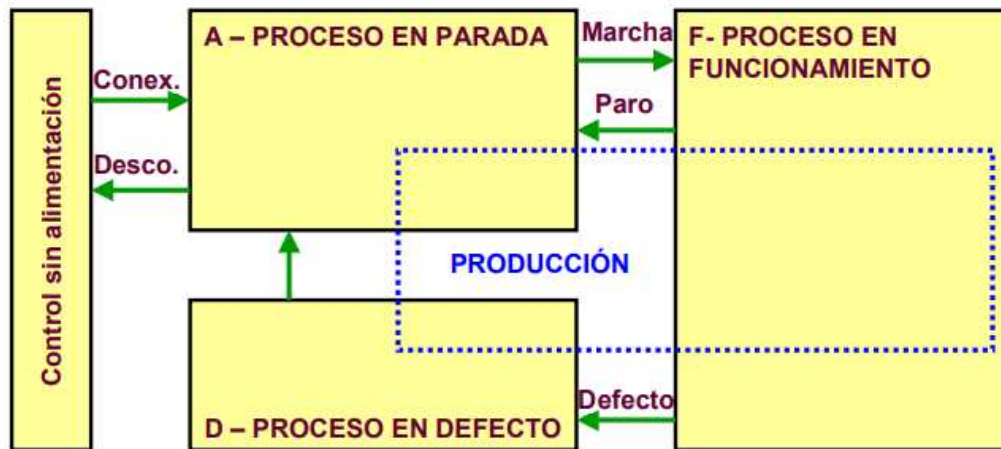 Control sin alimentación
Conex.
Desco.
A – PROCESO EN PARADA
Marcha
Paro
F- PROCESO EN
FUNCIONAMIENTO
PRODUCCIÓN
D – PROCESO EN DEFECTO
Defecto